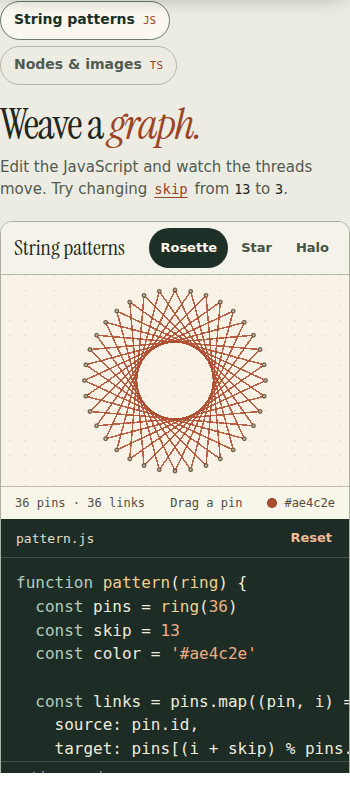 String patterns JS
Nodes & images TS
Weave a graph.
Edit the JavaScript and watch the threads
move. Try changing skip from 13 to 3.
String patterns Rosette Star Halo
36 pins · 36 links Drag a pin #ae4c2e
pattern.js Reset
function pattern(ring) {
  const pins = ring(36)
  const skip = 13
  const color = '#ae4c2e'
  const links = pins.map((pin, i) =
    source: pin.id,
    target: pins[(i + skip) % pins.